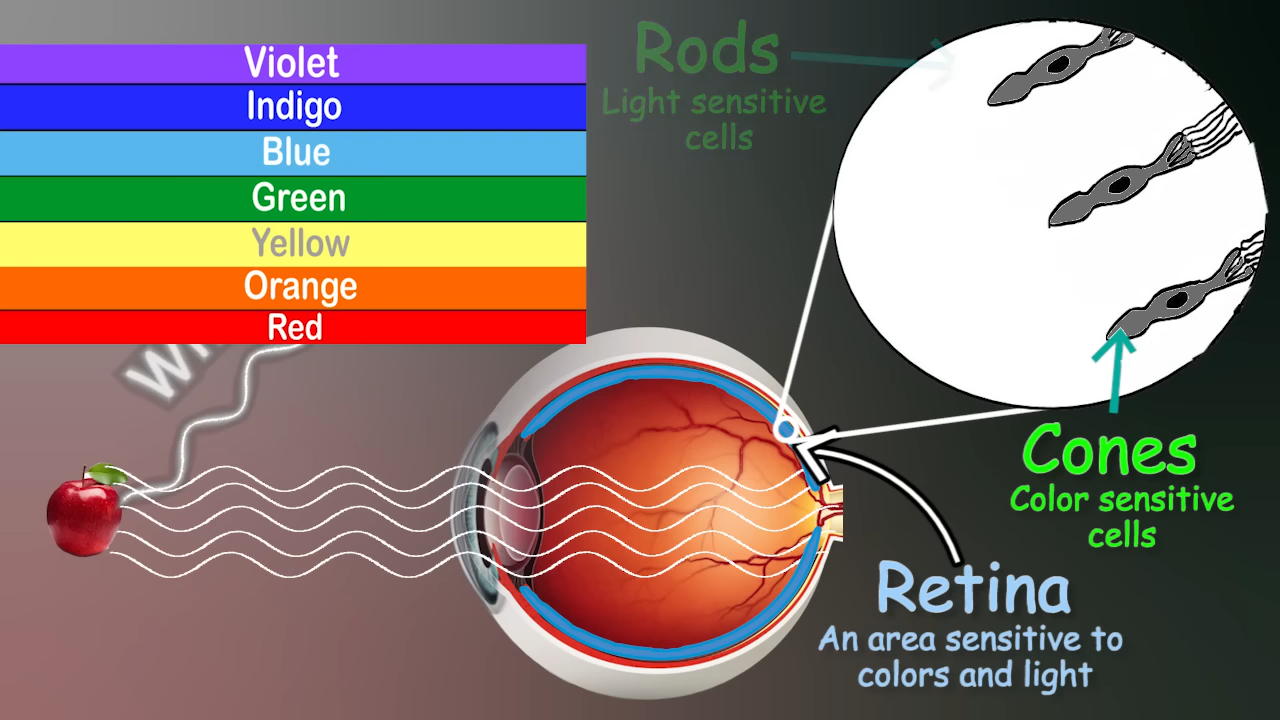 Violet
Indigo
Blue
Green
Yellow
Orange
Red
Rods
Light sensitive
cells
Cones
Color sensitive
cells
Retina
An area sensitive to
colors and light